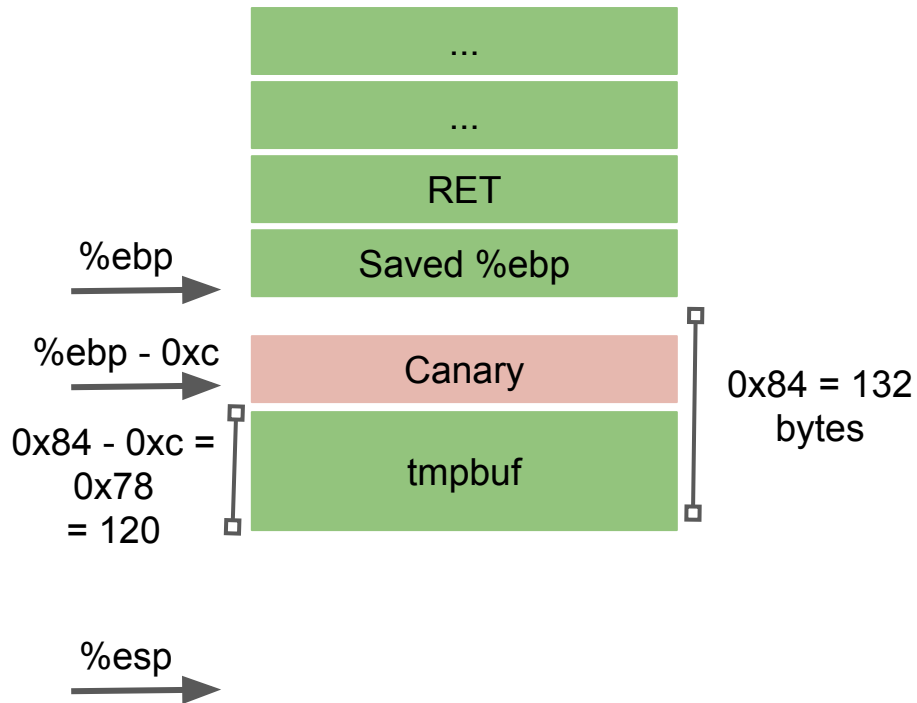 ...
...
RET
%ebp
Saved %ebp
%ebp - 0xc
Canary
0x84 = 132
bytes
0x84 - 0xc =
0x78
= 120
tmpbuf
%esp